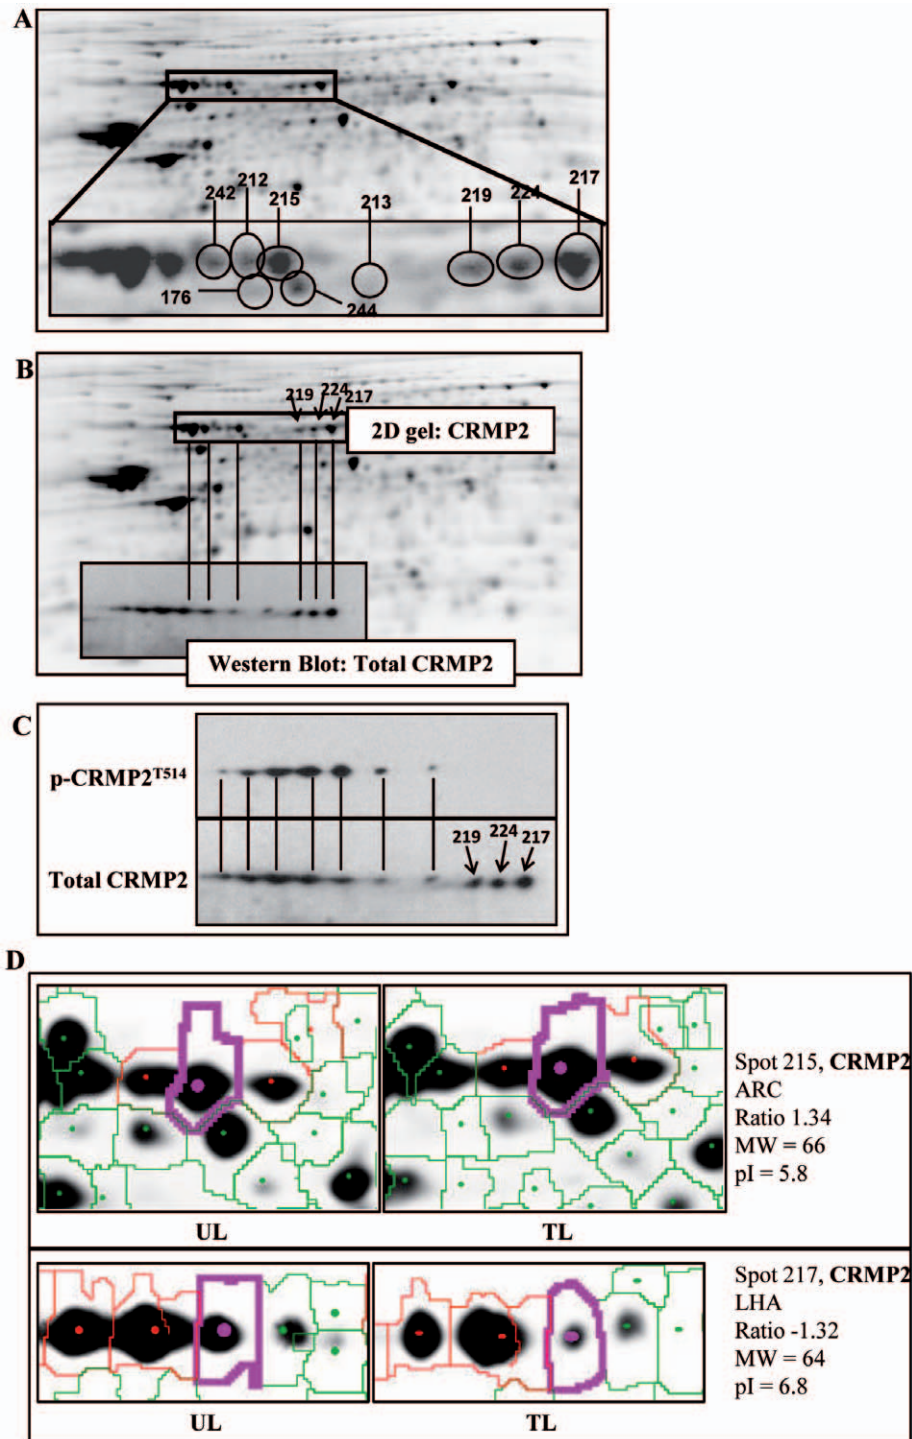 A
242 212 215 213 219 224 217
176 244
B
219 224 217
2D gel: CRMP2
Western Blot: Total CRMP2
C
p-CRMP2T514
219 224 217
Total CRMP2
D
Spot 215, CRMP2
ARC
Ratio 1.34
MW = 66
pI = 5.8
UL TL
Spot 217, CRMP2
LHA
Ratio -1.32
MW = 64
pI = 6.8
UL TL